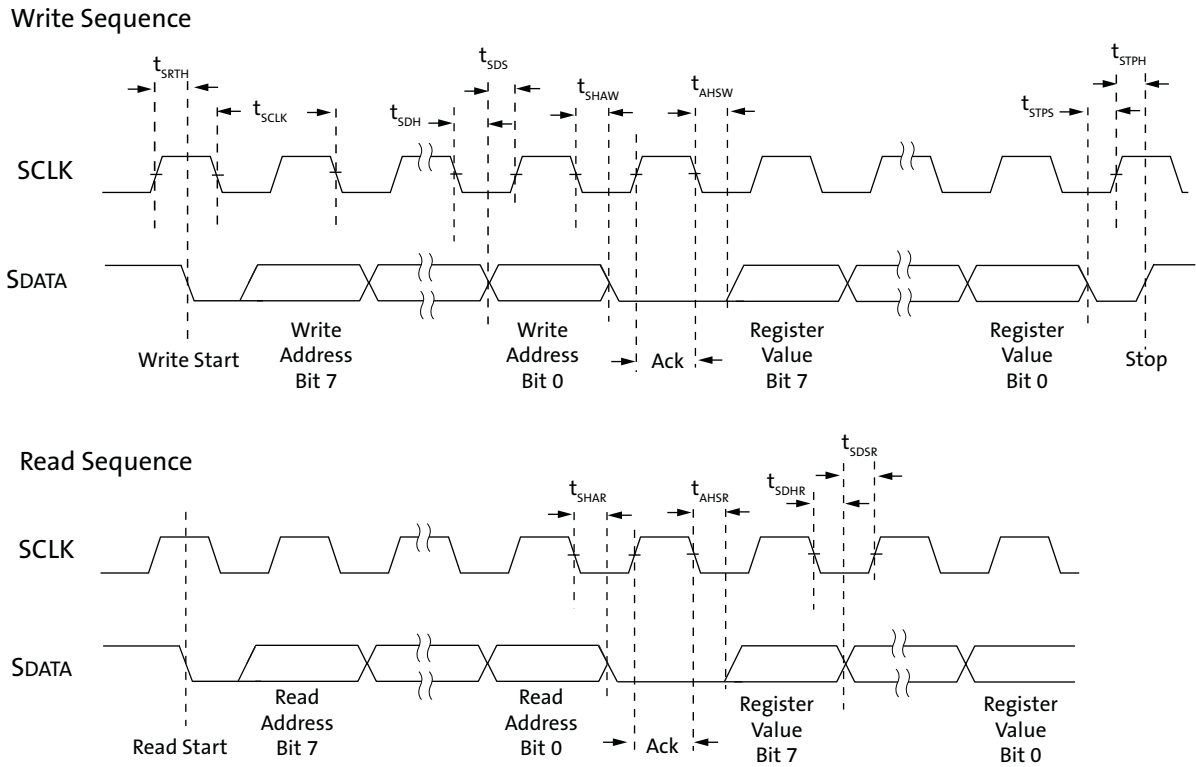 Write Sequence
tSRTH
tSCLK
tSDH
tSDS
tSHAW
tAHSW
tSTPS
tSTPH
SCLK
SDATA
Write Start
Write
Address
Bit 7
Write
Address
Bit 0
Ack
Register
Value
Bit 7
Register
Value
Bit 0
Stop
Read Sequence
tSHAR
tAHSR
tSDHR
tSDSR
SCLK
SDATA
Read Start
Read
Address
Bit 7
Read
Address
Bit 0
Ack
Register
Value
Bit 7
Register
Value
Bit 0